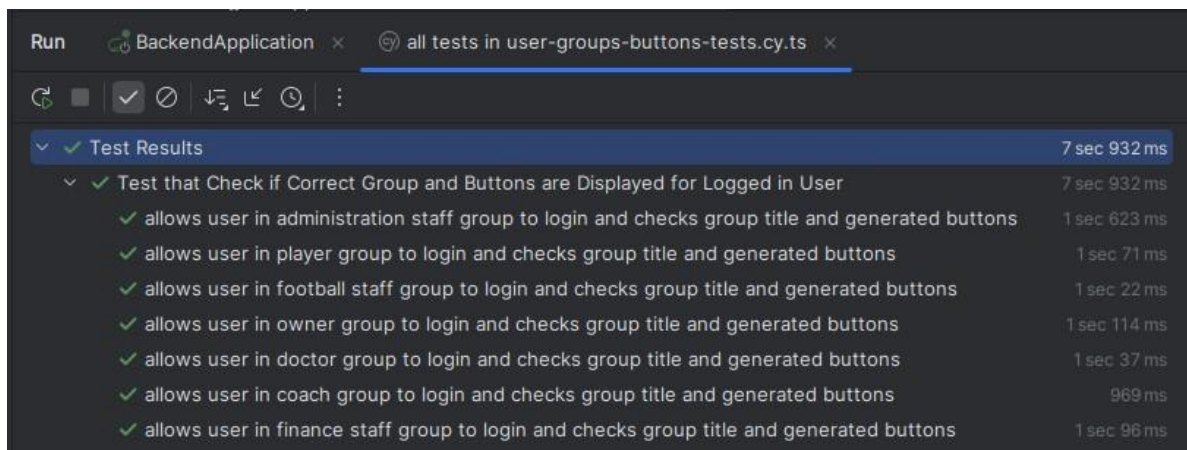 Run BackendApplication × all tests in user-groups-buttons-tests.cy.ts ×
Test Results 7 sec 932 ms
Test that Check if Correct Group and Buttons are Displayed for Logged in User 7 sec 932 ms
allows user in administration staff group to login and checks group title and generated buttons 1 sec 623 ms
allows user in player group to login and checks group title and generated buttons 1 sec 71 ms
allows user in football staff group to login and checks group title and generated buttons 1 sec 22 ms
allows user in owner group to login and checks group title and generated buttons 1 sec 114 ms
allows user in doctor group to login and checks group title and generated buttons 1 sec 37 ms
allows user in coach group to login and checks group title and generated buttons 969 ms
allows user in finance staff group to login and checks group title and generated buttons 1 sec 96 ms